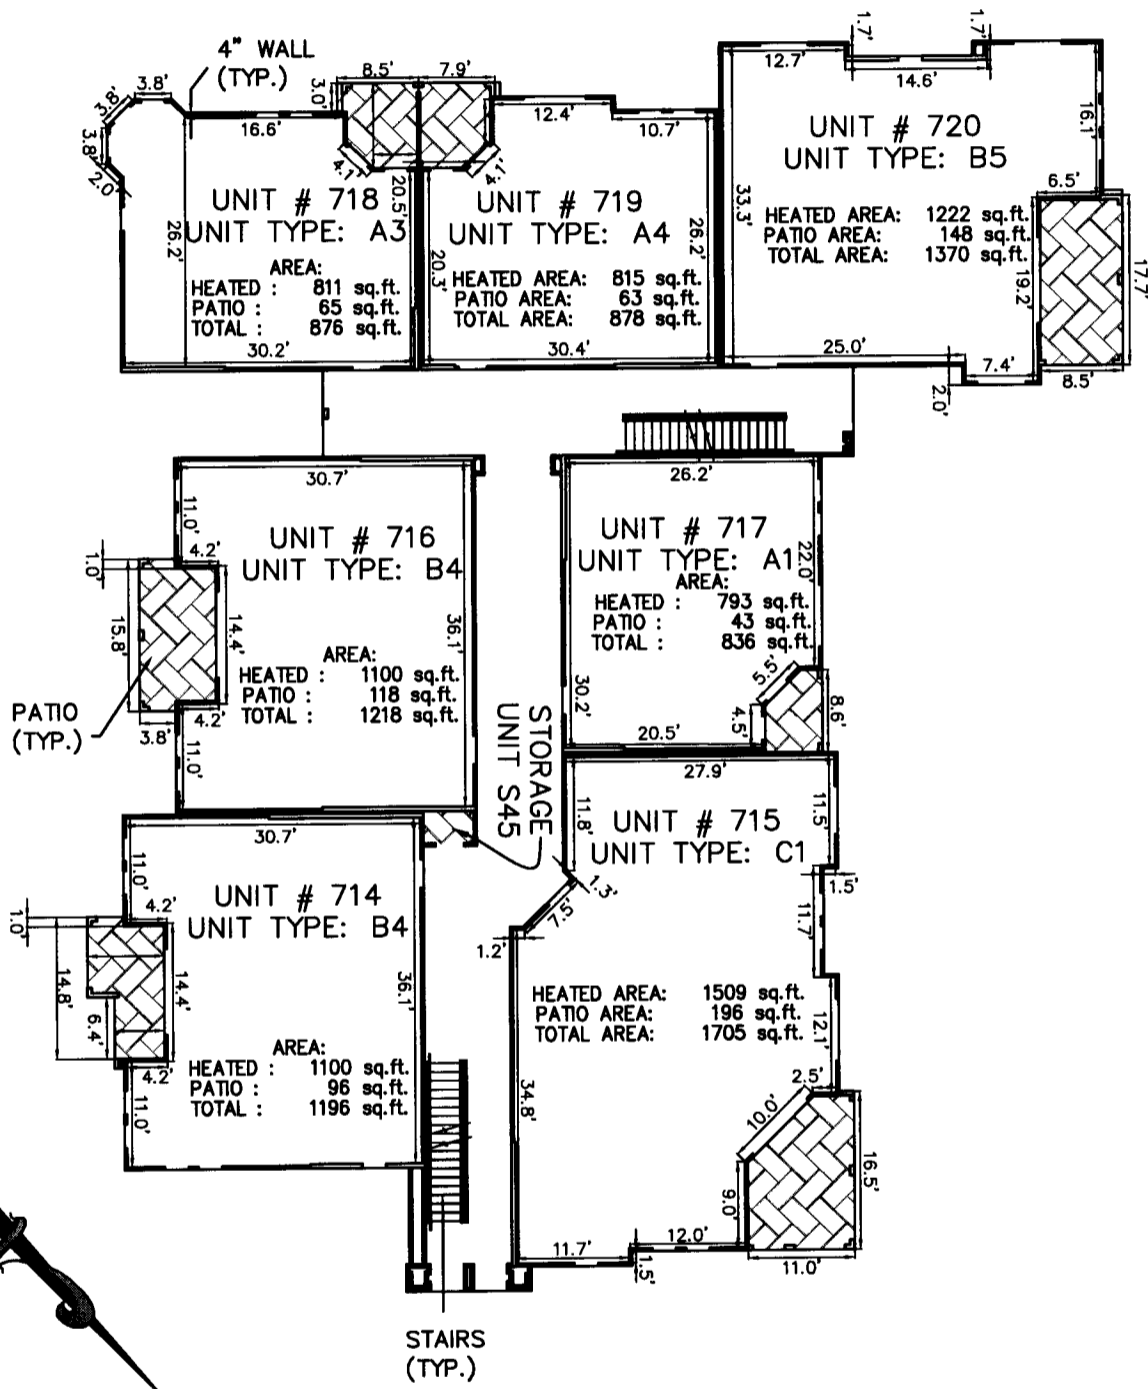 4" WALL
(TYP.)
3.8'
3.8'
3.8'
2.0'
16.6'
3.0'
8.5'
7.9'
4.1'
4.1'
20.5'
26.2'
UNIT # 718
UNIT TYPE: A3
AREA:
HEATED : 811 sq.ft.
PATIO : 65 sq.ft.
TOTAL : 876 sq.ft.
30.2'
12.4'
10.7'
UNIT # 719
UNIT TYPE: A4
20.3'
26.2'
HEATED AREA: 815 sq.ft.
PATIO AREA: 63 sq.ft.
TOTAL AREA: 878 sq.ft.
30.4'
12.7'
1.7'
14.6'
1.7'
16.1'
UNIT # 720
UNIT TYPE: B5
33.3'
6.5'
HEATED AREA: 1222 sq.ft.
PATIO AREA: 148 sq.ft.
TOTAL AREA: 1370 sq.ft.
19.2'
17.7'
25.0'
7.4'
2.0'
8.5'
30.7'
11.0'
UNIT # 716
UNIT TYPE: B4
4.2'
1.0'
15.8'
14.4'
36.1'
AREA:
HEATED : 1100 sq.ft.
PATIO : 118 sq.ft.
TOTAL : 1218 sq.ft.
4.2'
3.8'
11.0'
PATIO
(TYP.)
26.2'
UNIT # 717
UNIT TYPE: A1
22.0'
AREA:
HEATED : 793 sq.ft.
PATIO : 43 sq.ft.
TOTAL : 836 sq.ft.
30.2'
5.5'
4.5'
8.6'
20.5'
STORAGE
UNIT S45
30.7'
11.0'
UNIT # 714
UNIT TYPE: B4
4.2'
1.0'
14.8'
6.4'
14.4'
36.1'
AREA:
HEATED : 1100 sq.ft.
PATIO : 96 sq.ft.
TOTAL : 1196 sq.ft.
4.2'
11.0'
27.9'
11.8'
11.5'
UNIT # 715
UNIT TYPE: C1
1.3'
7.5'
1.2'
1.5'
11.7'
HEATED AREA: 1509 sq.ft.
PATIO AREA: 196 sq.ft.
TOTAL AREA: 1705 sq.ft.
12.1'
2.5'
34.8'
10.0'
9.0'
16.5'
11.7'
12.0'
1.5'
11.0'
STAIRS
(TYP.)